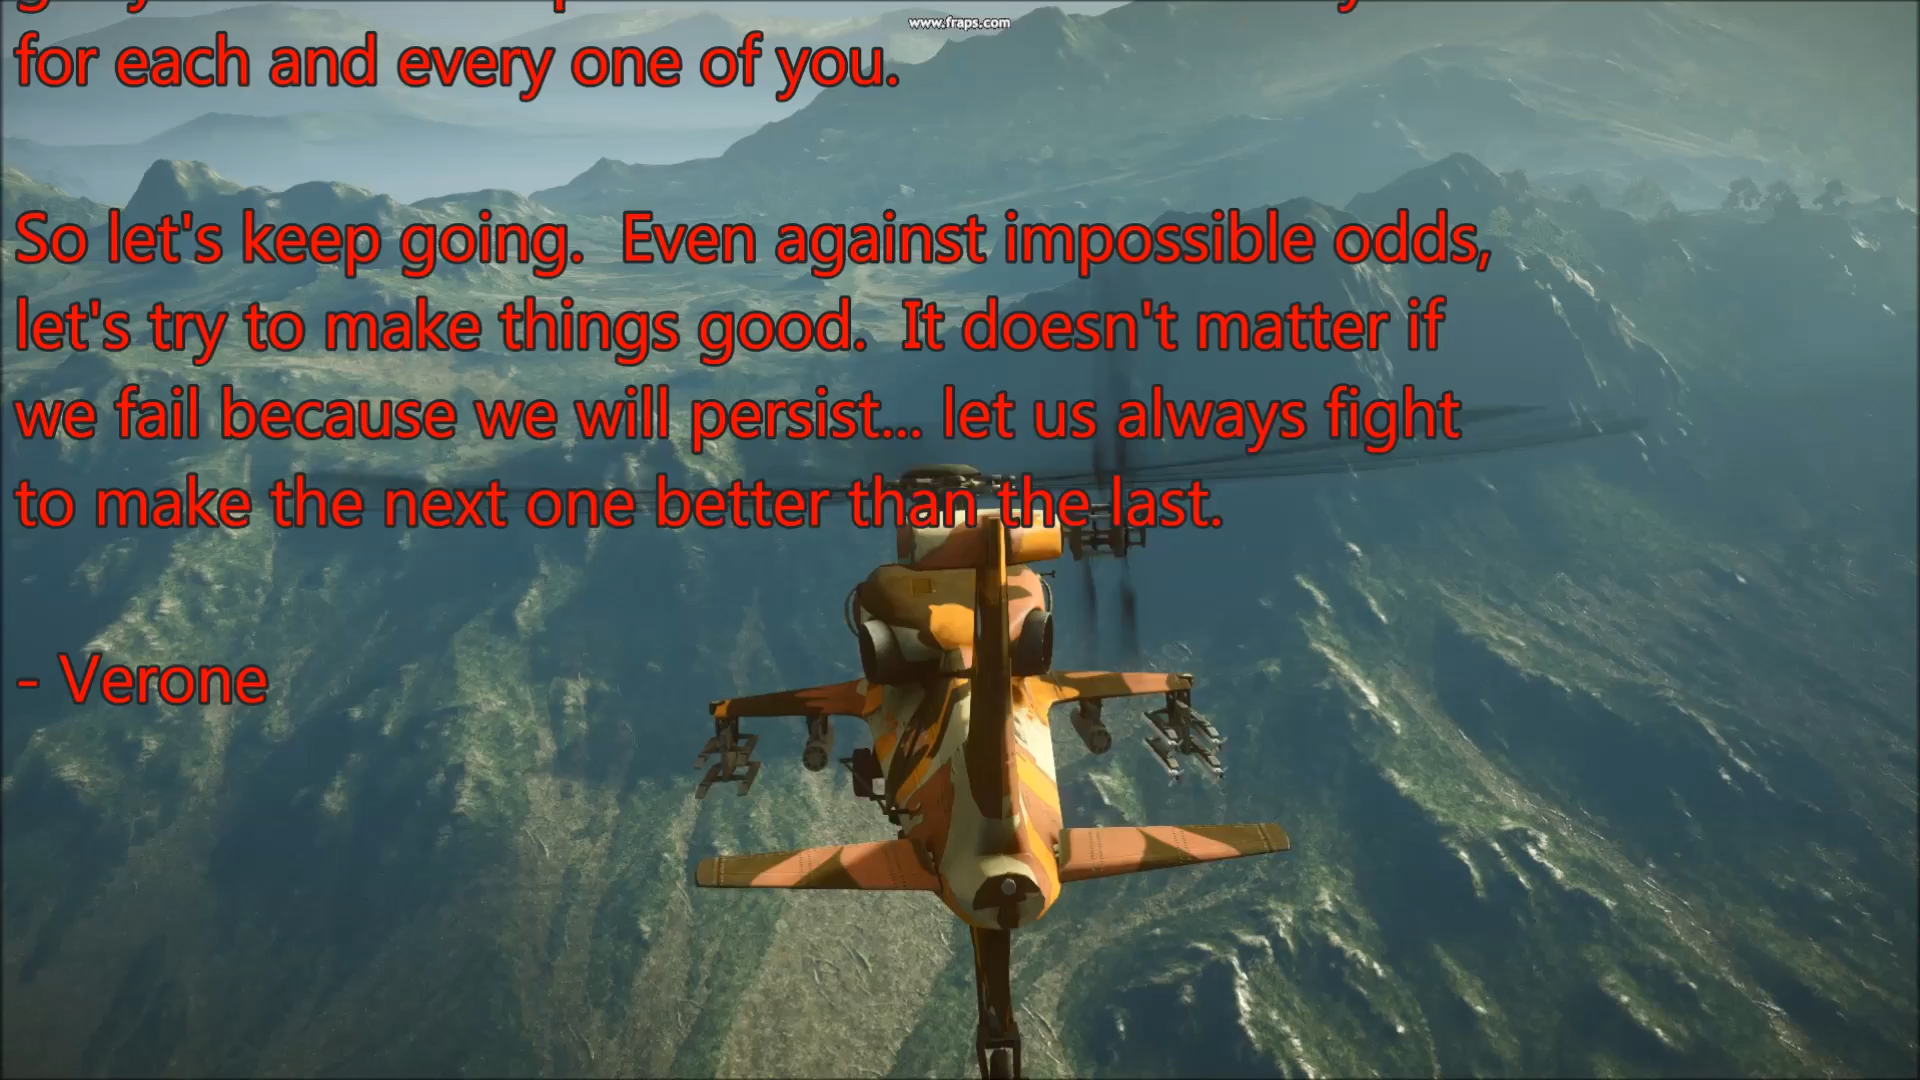 www.fraps.com
for each and every one of you.
So let's keep going.  Even against impossible odds,
let's try to make things good.  It doesn't matter if
we fail because we will persist... let us always fight
to make the next one better than the last.
- Verone